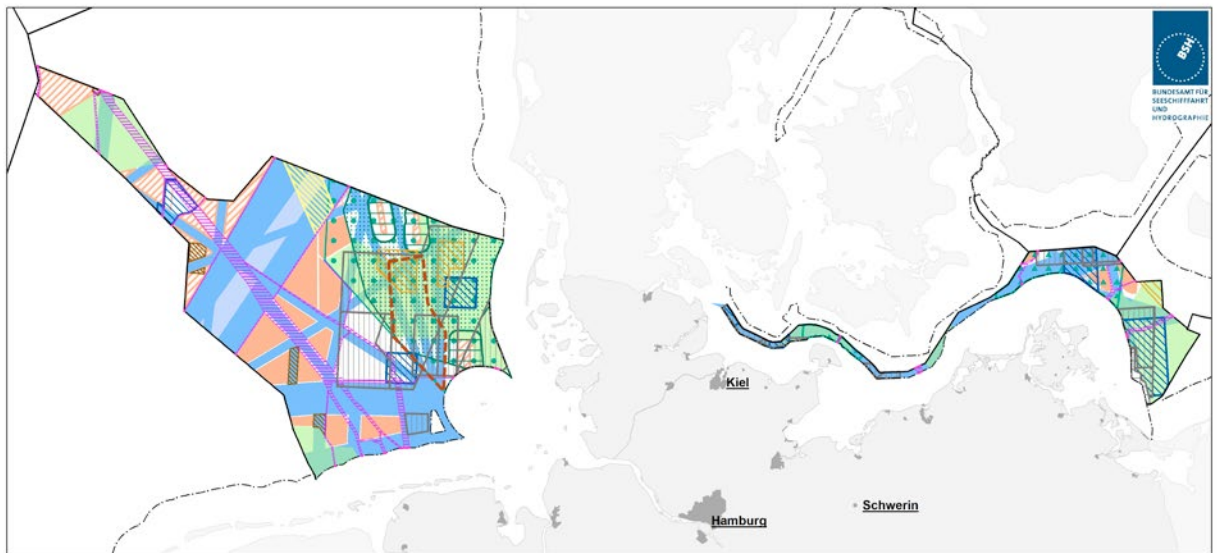 BSH
BUNDESAMT FÜR
SEESCHIFFFAHRT
UND
HYDROGRAPHIE
Kiel
Schwerin
Hamburg